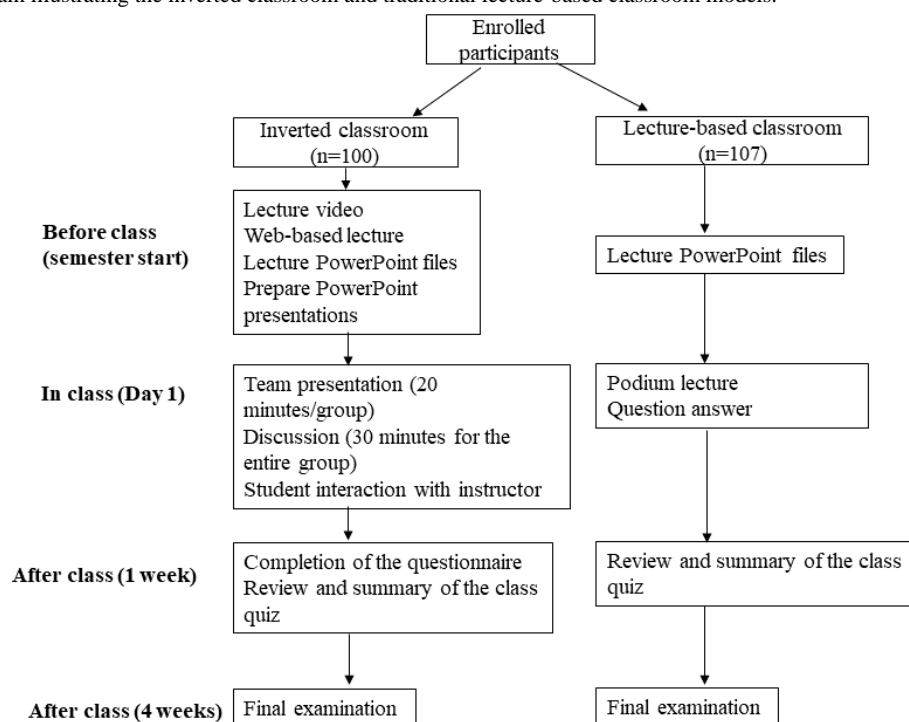 illustrating the inverted classroom and traditional lecture-based classroom models.
Enrolled
participants
Inverted classroom
(n=100)
Lecture-based classroom
(n=107)
Before class
(semester start)
Lecture video
Web-based lecture
Lecture PowerPoint files
Prepare PowerPoint
presentations
Lecture PowerPoint files
In class (Day 1)
Team presentation (20
minutes/group)
Discussion (30 minutes for the
entire group)
Student interaction with instructor
Podium lecture
Question answer
After class (1 week)
Completion of the questionnaire
Review and summary of the class
quiz
Review and summary of the class
quiz
After class (4 weeks)
Final examination
Final examination